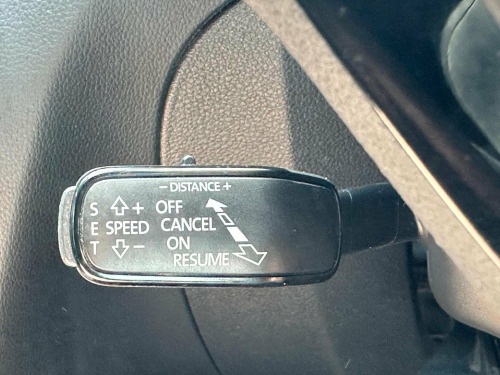 − DISTANCE +
S + OFF
E SPEED CANCEL
T − ON
RESUME